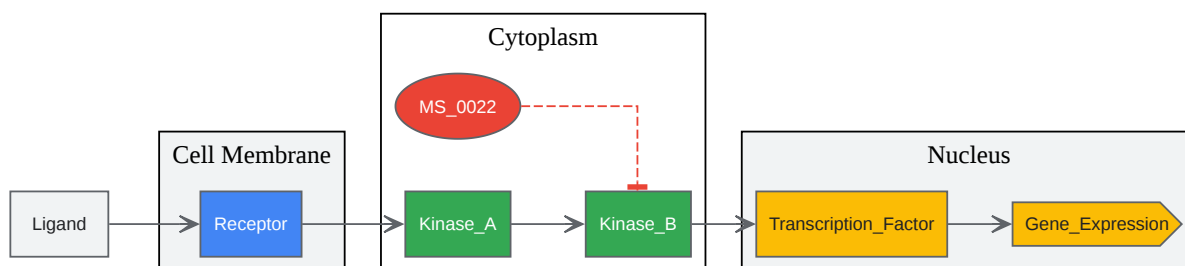 Cytoplasm
MS_0022
Cell Membrane
Nucleus
Ligand
Receptor
Kinase_A
Kinase_B
Transcription_Factor
Gene_Expression